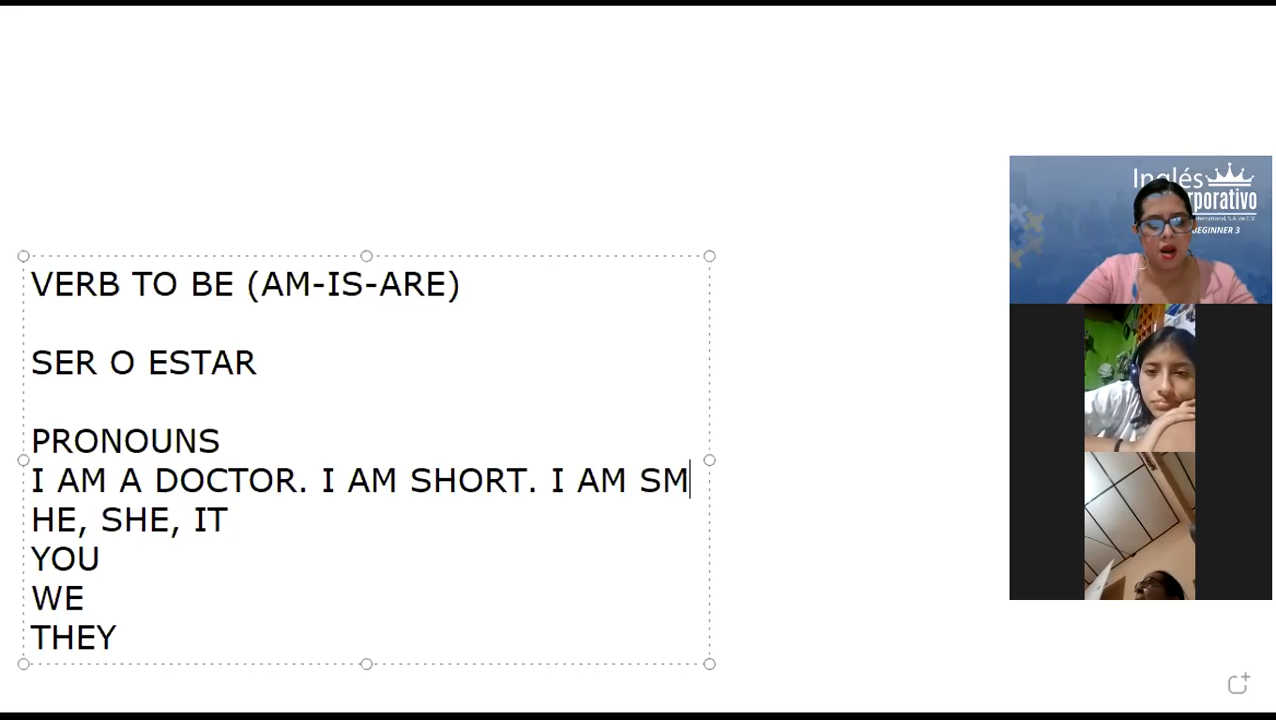 VERB TO BE (AM-IS-ARE)
SER O ESTAR
PRONOUNS
I AM A DOCTOR. I AM SHORT. I AM SM
HE, SHE, IT
YOU
WE
THEY
Inglés
rporativo
BEGINNER 3